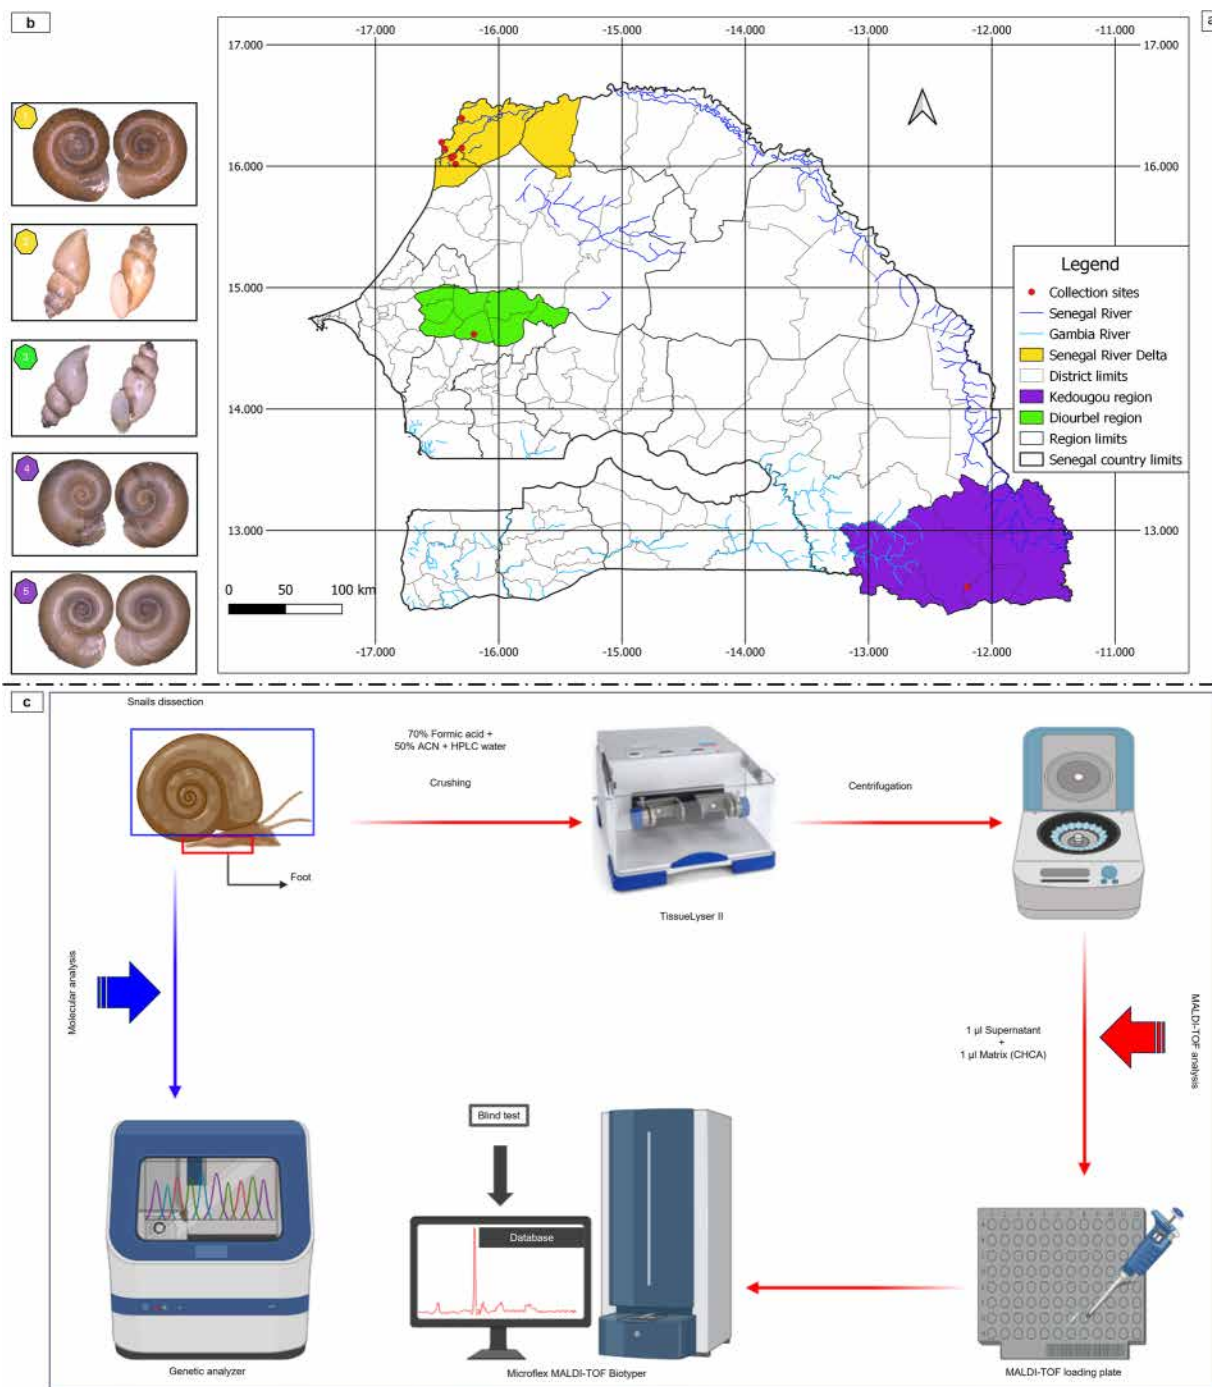 b
a
-17.000
-16.000
-15.000
-14.000
-13.000
-12.000
-11.000
17.000
17.000
16.000
16.000
15.000
15.000
14.000
13.000
13.000
1
2
3
4
5
Legend
Collection sites
Senegal River
Gambia River
Senegal River Delta
District limits
Kedougou region
Diourbel region
Region limits
Senegal country limits
0 50 100 km
-17.000
-16.000
-15.000
-14.000
-13.000
-12.000
-11.000
c
Snails dissection
70% Formic acid +
50% ACN + HPLC water
Crushing
Centrifugation
Foot
TissueLyser II
Molecular analysis
1 µl Supernatant
+
1 µl Matrix (CHCA)
MALDI-TOF analysis
Blind test
Database
Genetic analyzer
Microflex MALDI-TOF Biotyper
MALDI-TOF loading plate